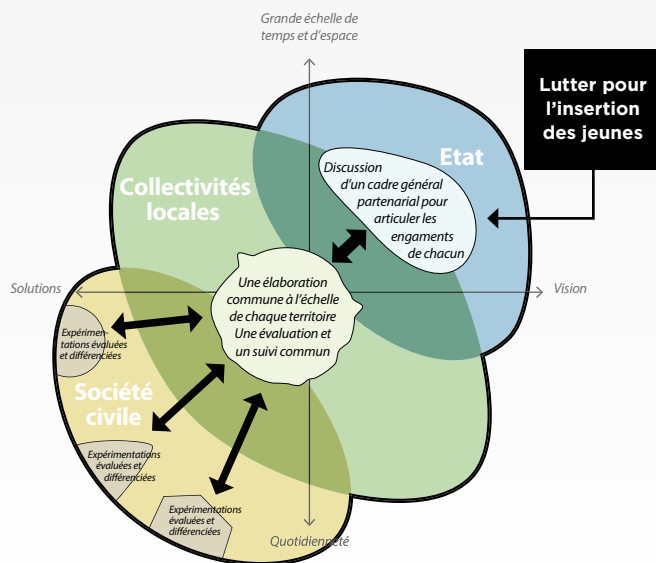 Grande échelle de
temps et d'espace
Lutter pour
l'insertion
des jeunes
Etat
Discussion
d'un cadre général
partenarial pour
articuler les
engaments
de chacun
Collectivités
locales
Solutions
Vision
Une élaboration
commune à l'échelle
de chaque territoire
Une évaluation et
un suivi commun
Expérimen-
tations évaluées
et différenciées
Société
civile
Expérimentations
évaluées et
différenciées
Expérimentations
évaluées et
différenciées
Quotidienneté